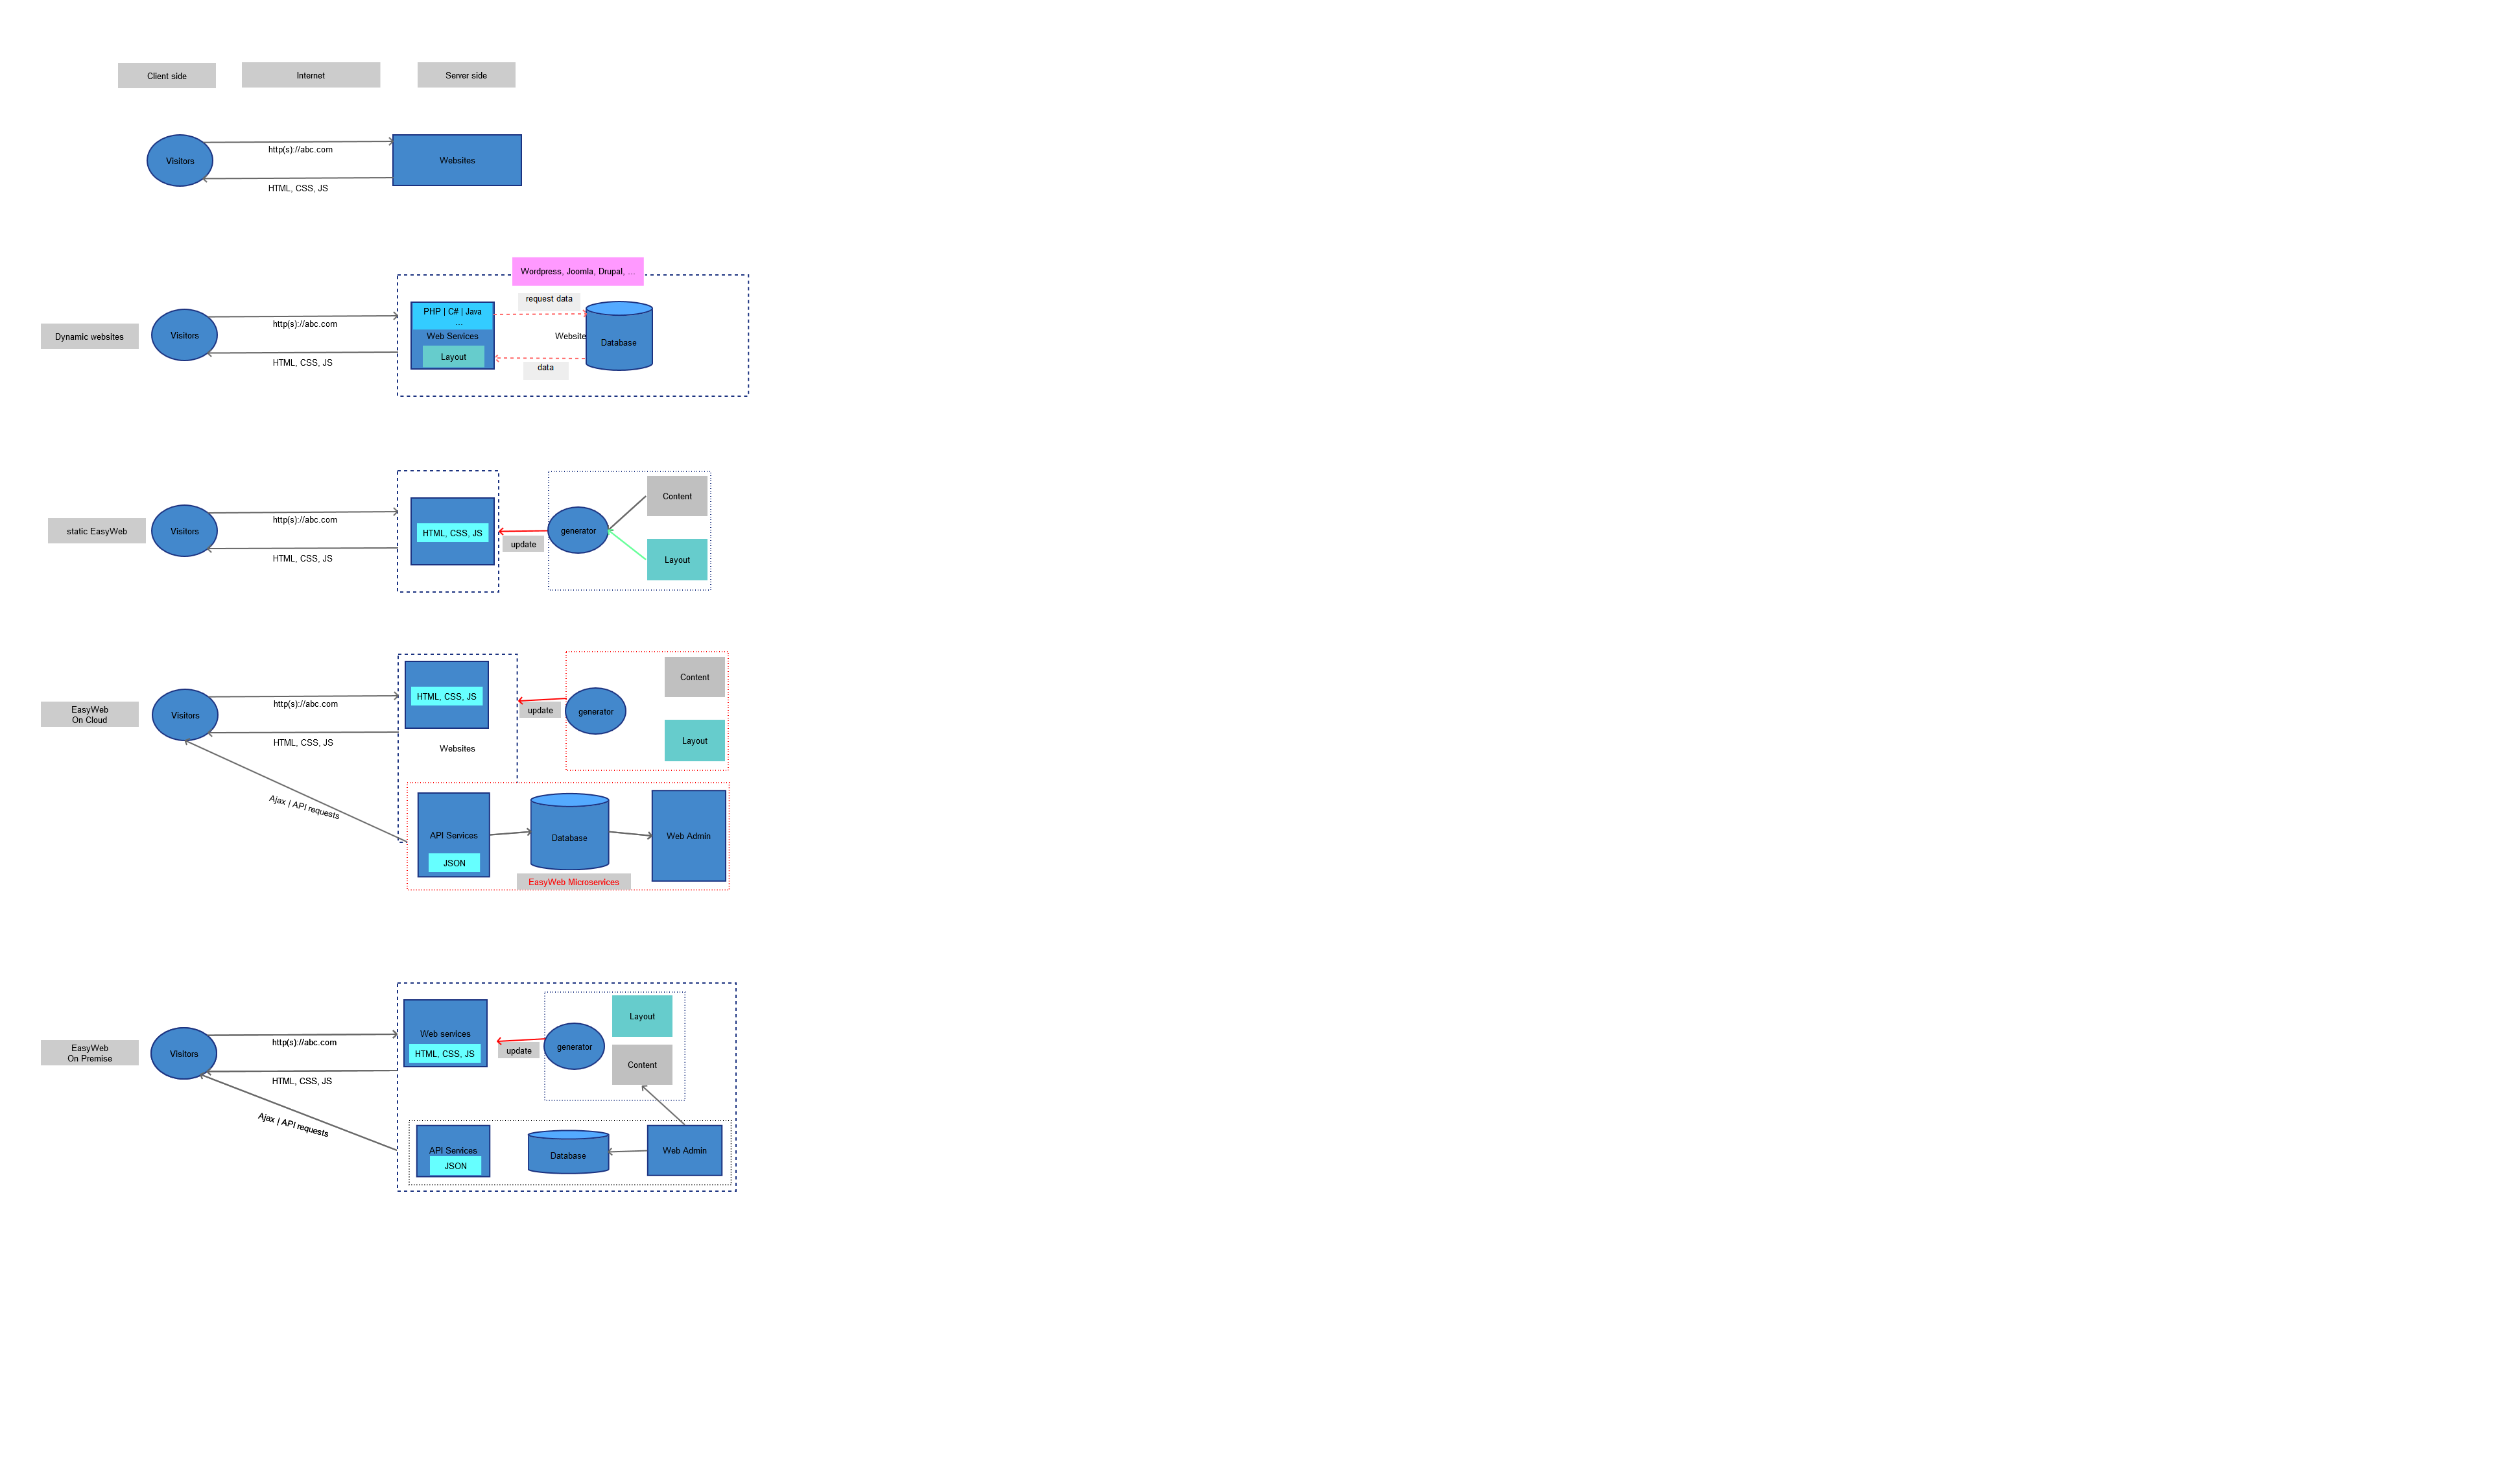 Client side
Internet
Server side
Visitors
http(s)://abc.com
HTML, CSS, JS
Websites
Dynamic websites
Visitors
http(s)://abc.com
HTML, CSS, JS
Wordpress, Joomla, Drupal, ...
PHP | C# | Java
...
Web Services
Layout
request data
Website
data
Database
static EasyWeb
Visitors
http(s)://abc.com
HTML, CSS, JS
HTML, CSS, JS
update
generator
Content
Layout
EasyWeb
On Cloud
Visitors
http(s)://abc.com
HTML, CSS, JS
Ajax | API requests
HTML, CSS, JS
Websites
update
generator
Content
Layout
API Services
JSON
Database
Web Admin
EasyWeb Microservices
EasyWeb
On Premise
Visitors
http(s)://abc.com
HTML, CSS, JS
Ajax | API requests
Web services
HTML, CSS, JS
update
generator
Layout
Content
API Services
JSON
Database
Web Admin